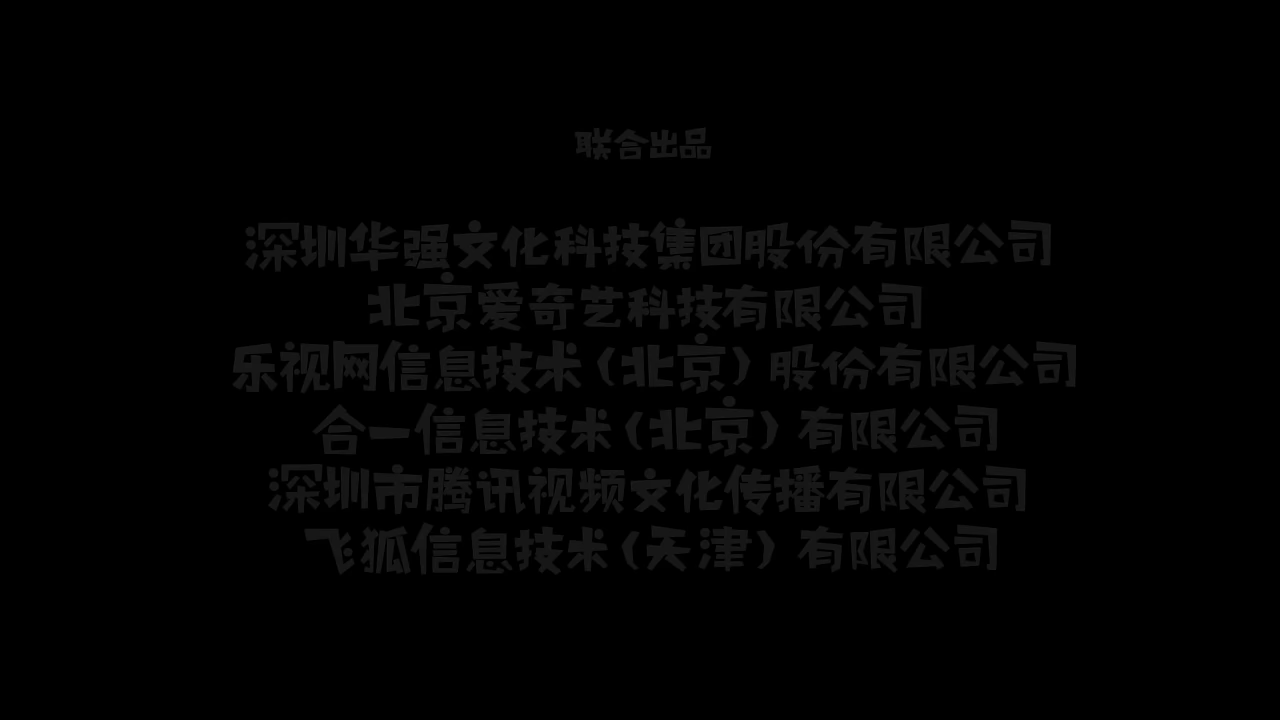 联合出品
深圳华强文化科技集团股份有限公司
北京爱奇艺科技有限公司
乐视网信息技术(北京)股份有限公司
合一信息技术(北京)有限公司
深圳市腾讯视频文化传播有限公司
飞狐信息技术(天津)有限公司